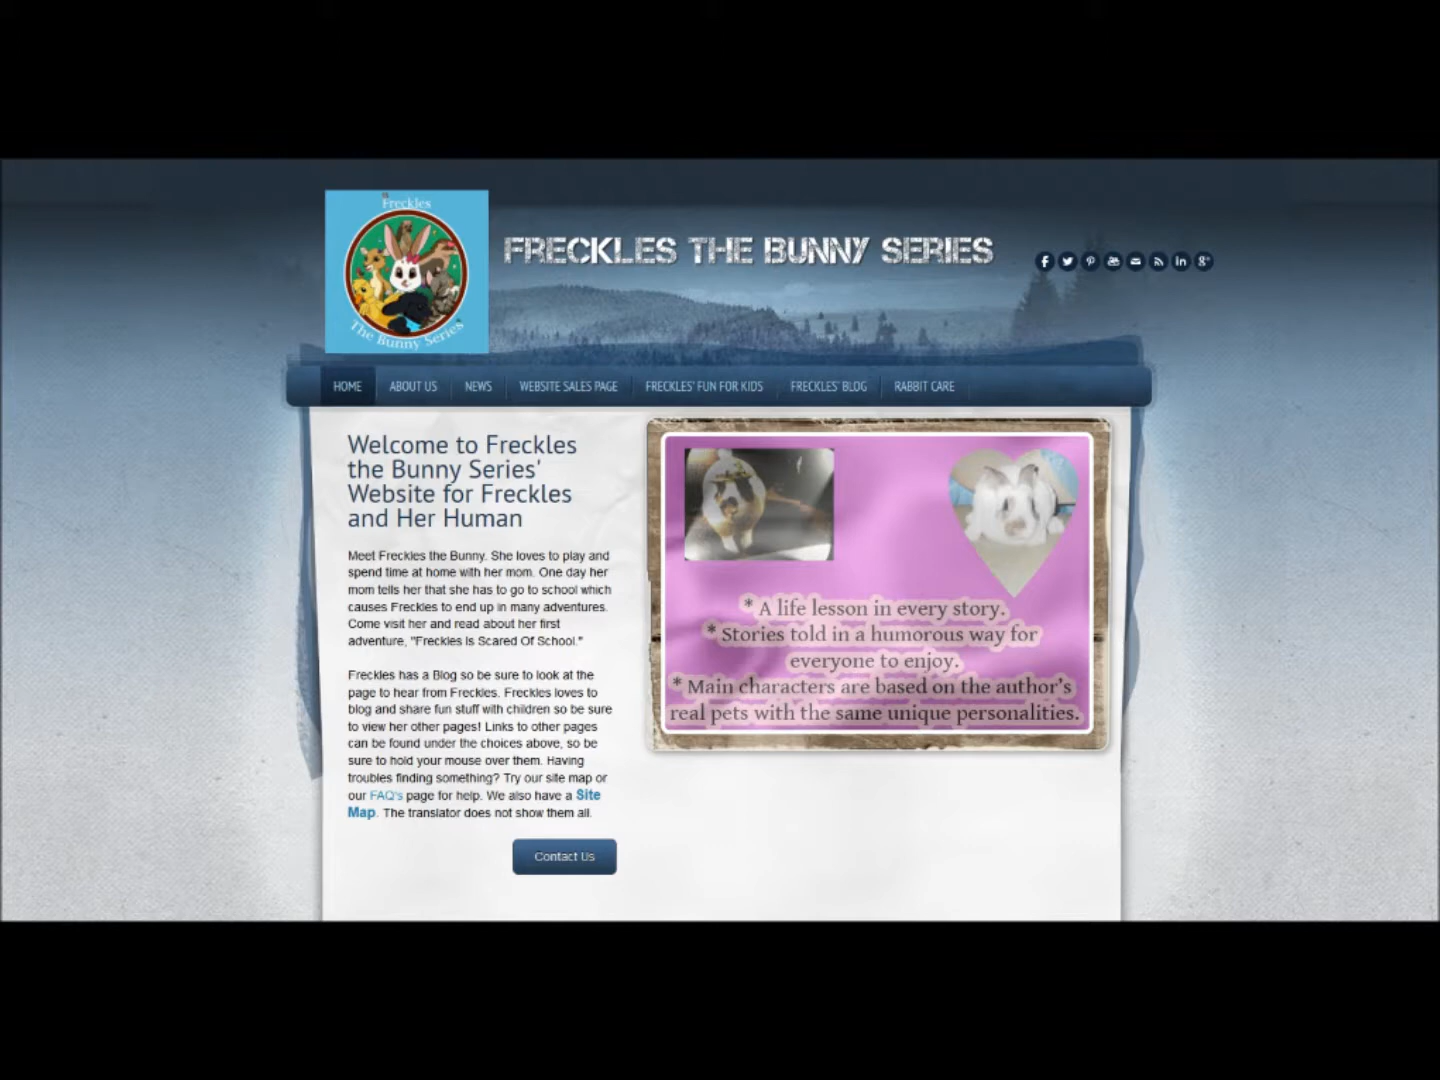 Freckles
The Bunny Series
FRECKLES THE BUNNY SERIES
HOME
ABOUT US
NEWS
WEBSITE SALES PAGE
FRECKLES' FUN FOR KIDS
FRECKLES' BLOG
RABBIT CARE
Welcome to Freckles
the Bunny Series'
Website for Freckles
and Her Human
Meet Freckles the Bunny. She loves to play and
spend time at home with her mom. One day her
mom tells her that she has to go to school which
causes Freckles to end up in many adventures.
Come visit her and read about her first
adventure, "Freckles Is Scared Of School."
Freckles has a Blog so be sure to look at the
page to hear from Freckles. Freckles loves to
blog and share fun stuff with children so be sure
to view her other pages! Links to other pages
can be found under the choices above, so be
sure to hold your mouse over them. Having
troubles finding something? Try our site map or
our FAQ's page for help. We also have a Site
Map. The translator does not show them all.
Contact Us
* A life lesson in every story.
* Stories told in a humorous way for
everyone to enjoy.
* Main characters are based on the author's
real pets with the same unique personalities.